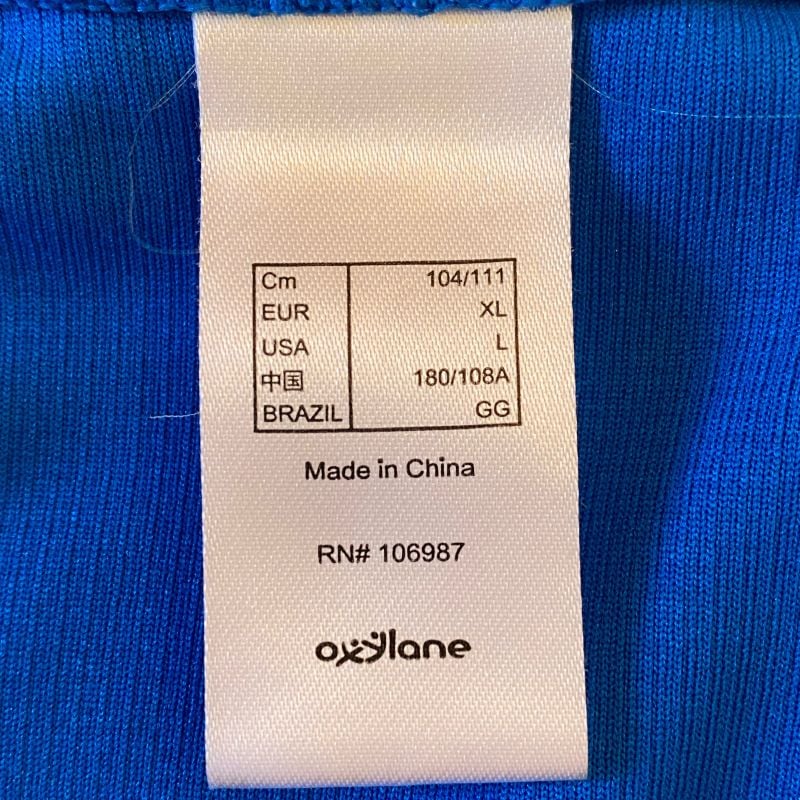 Cm 104/111
EUR XL
USA L
中国 180/108A
BRAZIL GG
Made in China
RN# 106987
oxylane